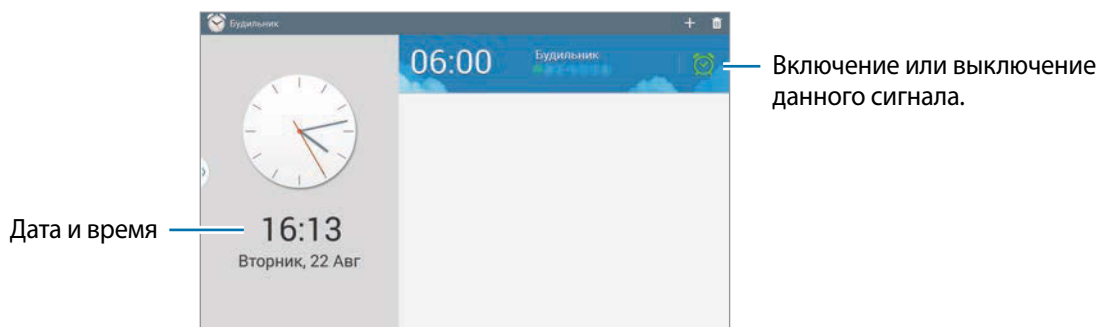 Будильник
06:00
Будильник
Включение или выключение
данного сигнала.
Дата и время
16:13
Вторник, 22 Авг